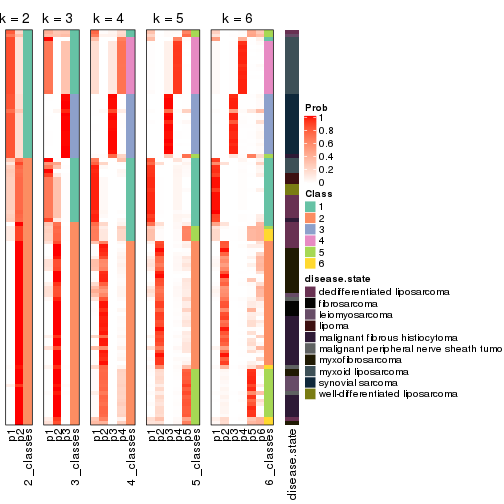 k = 2 k = 3 k = 4 k = 5 k = 6
Prob
1
0.8
0.6
0.4
0.2
0
Class
1
2
3
4
5
6
disease.state
dedifferentiated liposarcoma
fibrosarcoma
leiomyosarcoma
lipoma
malignant fibrous histiocytoma
malignant peripheral nerve sheath tumo
myxofibrosarcoma
myxoid liposarcoma
synovial sarcoma
well-differentiated liposarcoma
p1 p2 2_classes p1 p2 p3 3_classes p1 p2 p3 p4 4_classes p1 p2 p3 p4 p5 5_classes p1 p2 p3 p4 p5 p6 6_classes disease.state